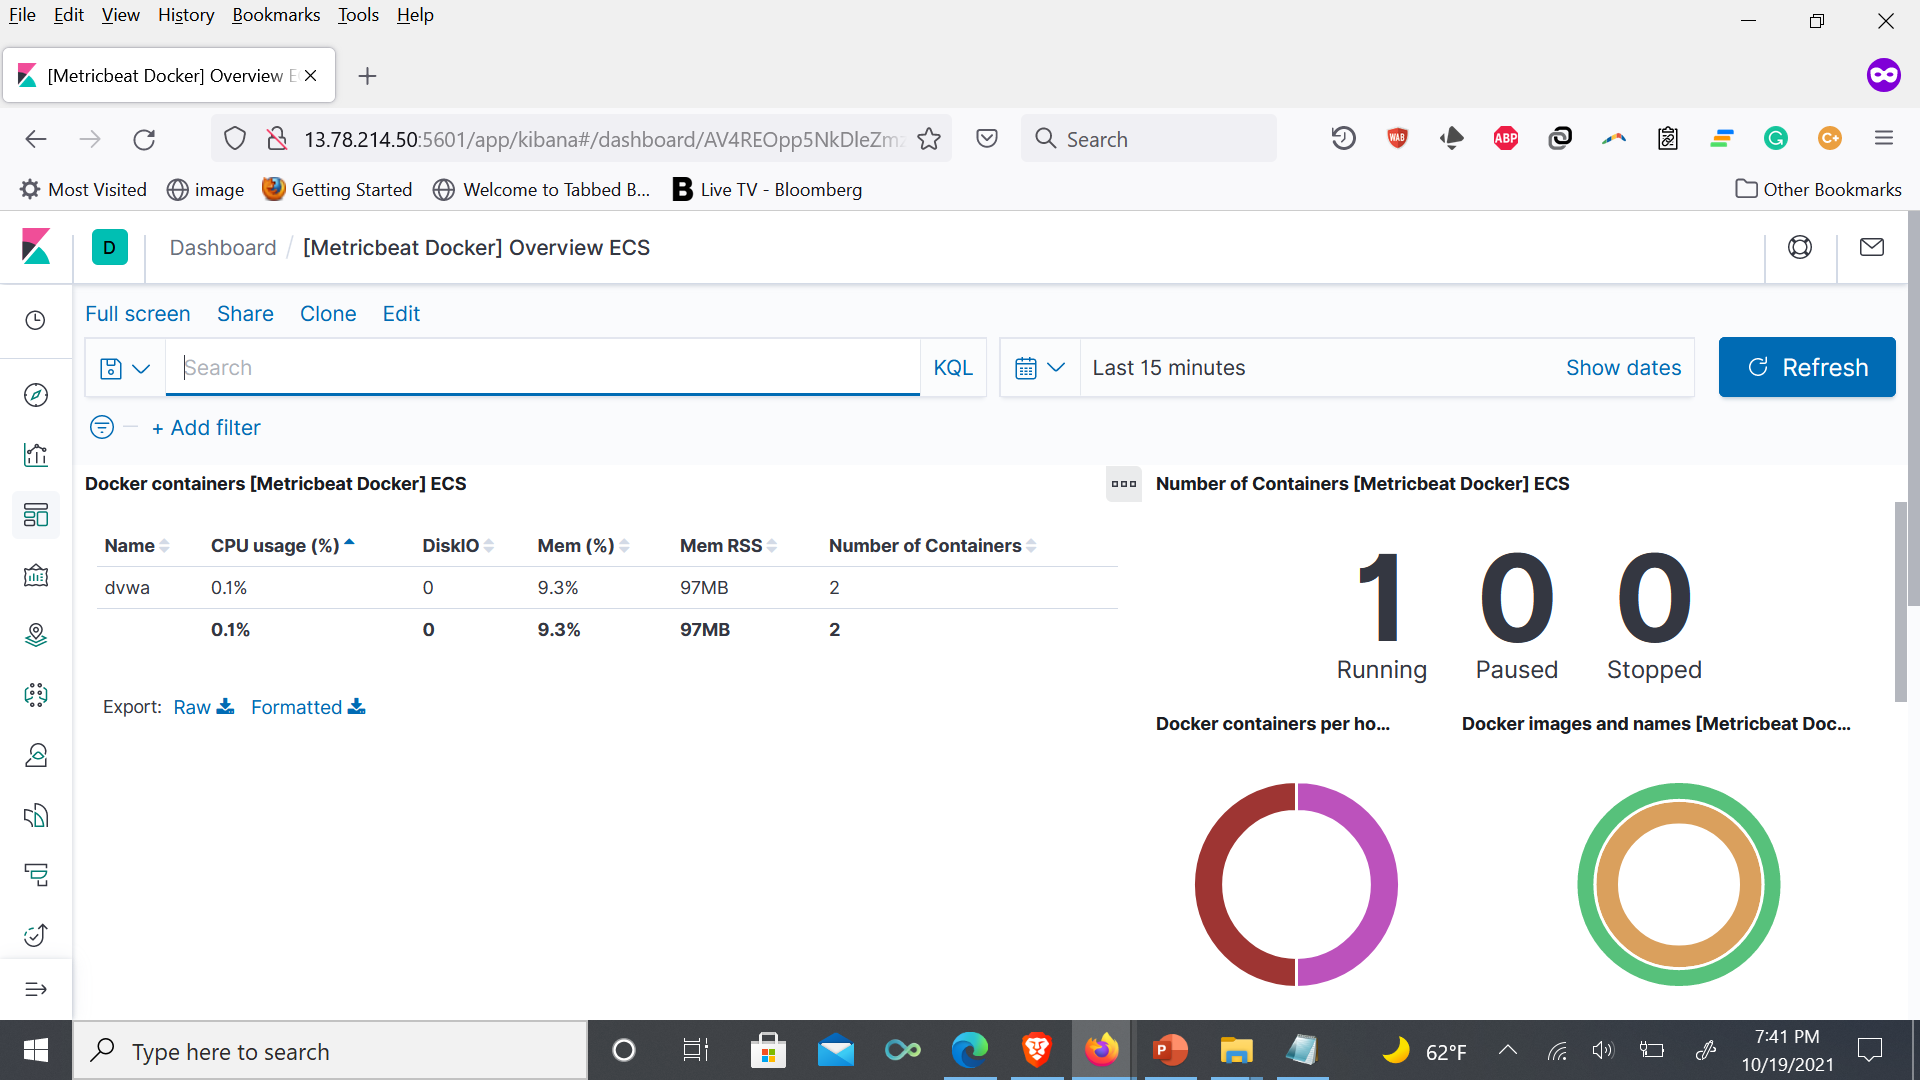 File Edit View History Bookmarks Tools Help
[Metricbeat Docker] Overview E
13.78.214.50:5601/app/kibana#/dashboard/AV4REOpp5NkDleZm
Search
WAB
ABP
G
C+
Most Visited
image
Getting Started
Welcome to Tabbed B...
B
Live TV - Bloomberg
Other Bookmarks
D
Dashboard / [Metricbeat Docker] Overview ECS
Full screen Share Clone Edit
Search
KQL
Last 15 minutes
Show dates
Refresh
+ Add filter
Docker containers [Metricbeat Docker] ECS
Name CPU usage (%) DiskIO Mem (%) Mem RSS Number of Containers
dvwa 0.1% 0 9.3% 97MB 2
0.1% 0 9.3% 97MB 2
Export: Raw Formatted
Number of Containers [Metricbeat Docker] ECS
1 0 0
Running Paused Stopped
Docker containers per ho...
Docker images and names [Metricbeat Doc...
Type here to search
P
62°F
7:41 PM
10/19/2021